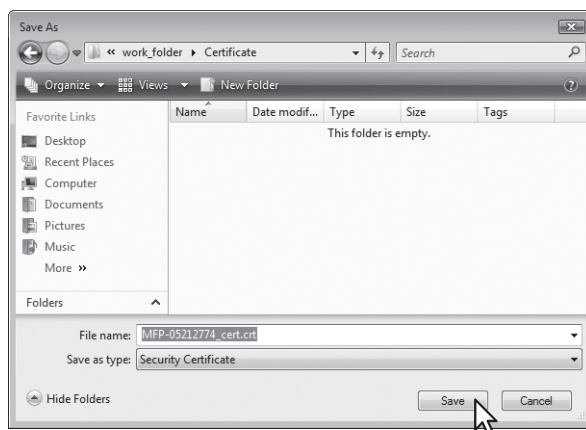 Save As
« work_folder ▸ Certificate
Search
Organize
Views
New Folder
Favorite Links
Name
Date modif...
Type
Size
Tags
This folder is empty.
Desktop
Recent Places
Computer
Documents
Pictures
Music
More »
Folders
File name: MFP-05212774_cert.crt
Save as type: Security Certificate
Hide Folders
Save
Cancel